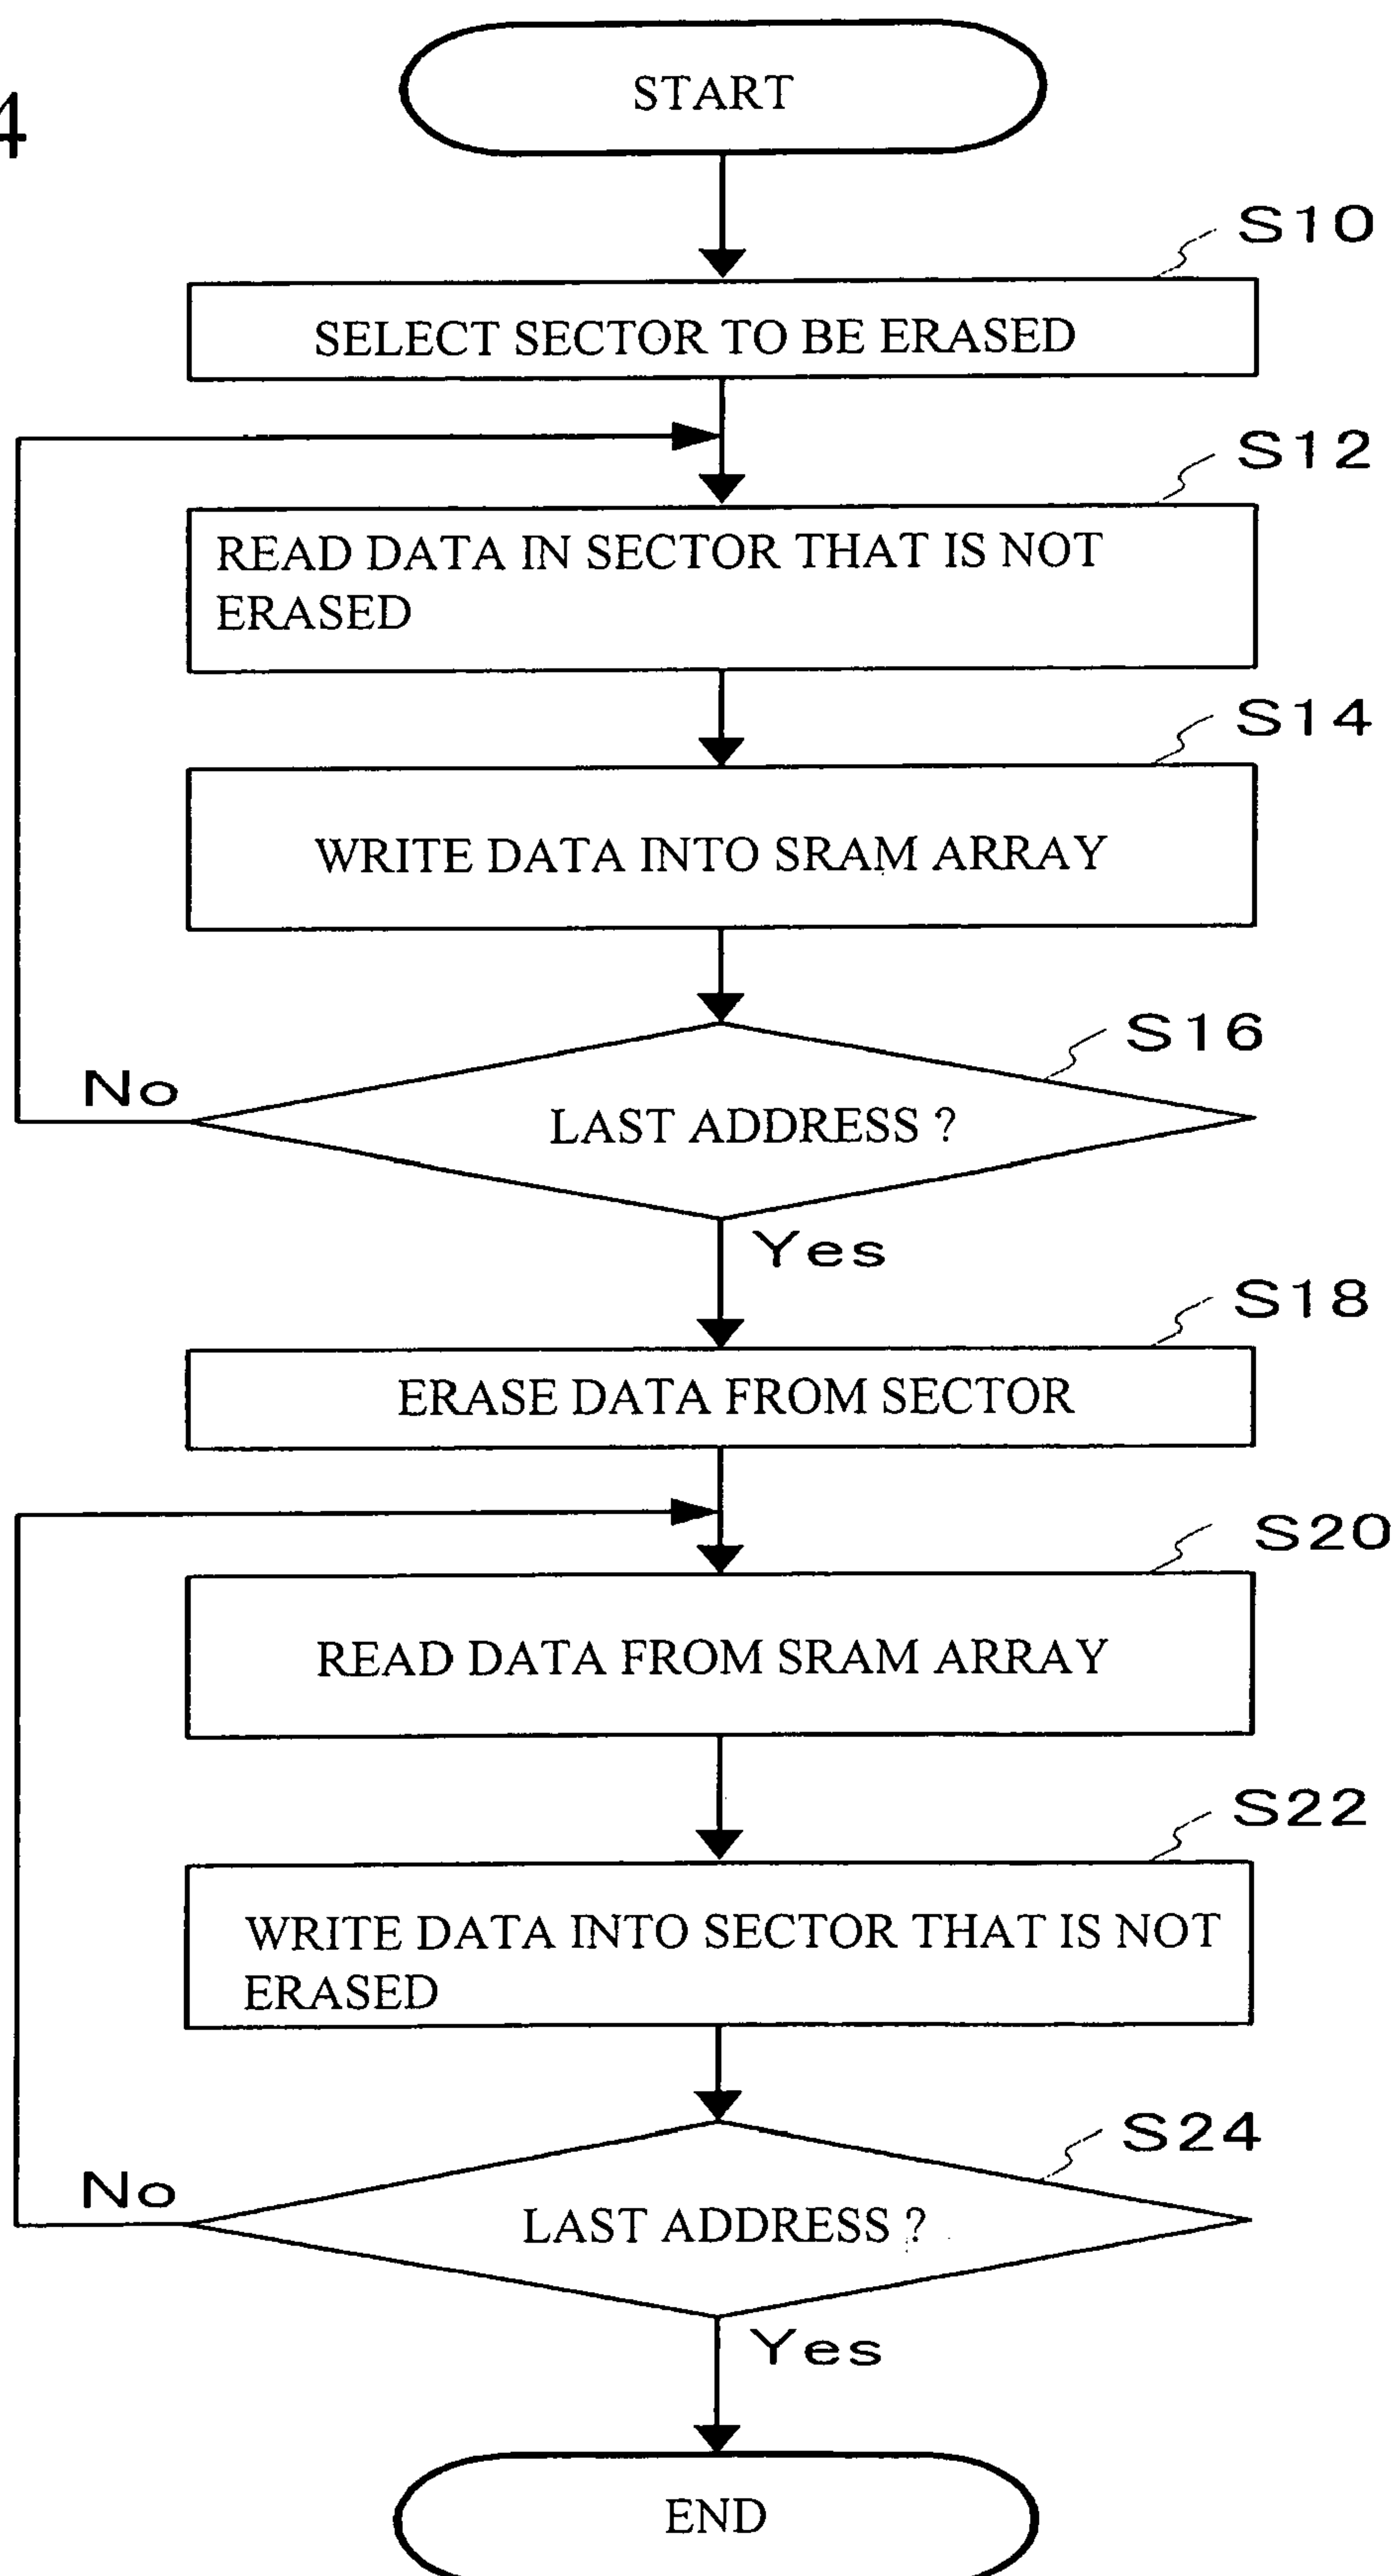 4
START
S10
SELECT SECTOR TO BE ERASED
S12
READ DATA IN SECTOR THAT IS NOT
ERASED
S14
WRITE DATA INTO SRAM ARRAY
S16
No
LAST ADDRESS ?
Yes
S18
ERASE DATA FROM SECTOR
S20
READ DATA FROM SRAM ARRAY
S22
WRITE DATA INTO SECTOR THAT IS NOT
ERASED
S24
No
LAST ADDRESS ?
Yes
END